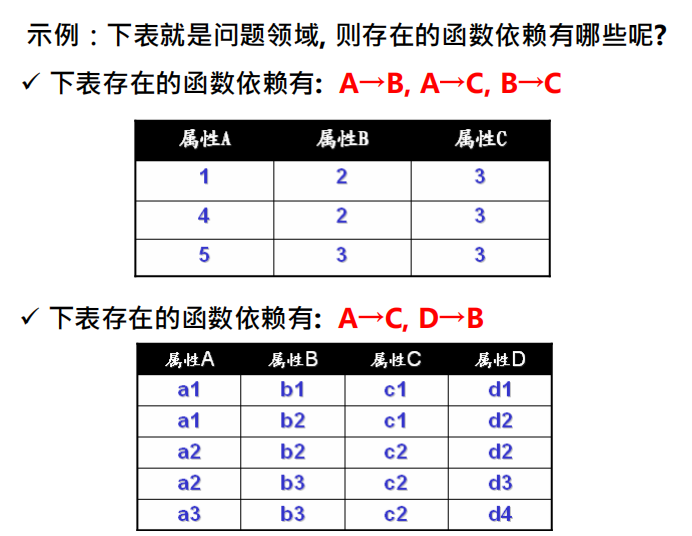 示例：下表就是问题领域, 则存在的函数依赖有哪些呢?
✓ 下表存在的函数依赖有: A→B, A→C, B→C
属性A 属性B 属性C
1 2 3
4 2 3
5 3 3
✓ 下表存在的函数依赖有: A→C, D→B
属性A 属性B 属性C 属性D
a1 b1 c1 d1
a1 b2 c1 d2
a2 b2 c2 d2
a2 b3 c2 d3
a3 b3 c2 d4